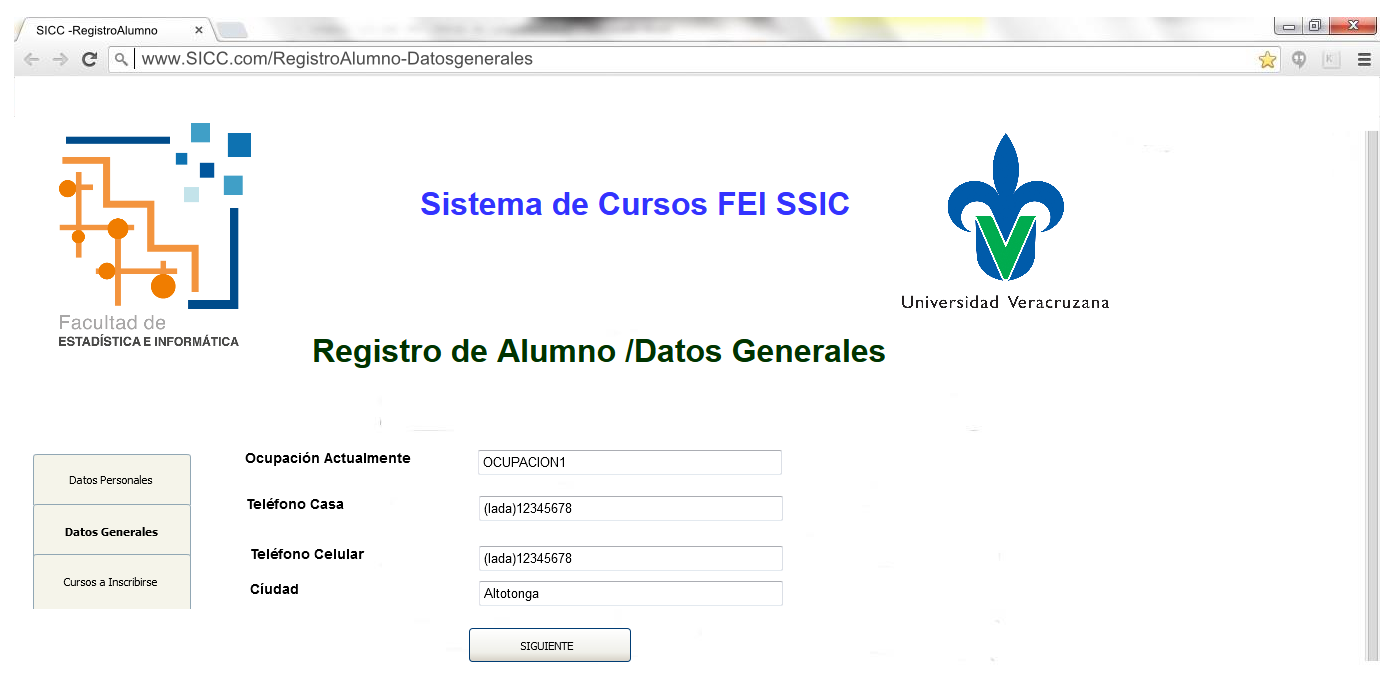 SICC -RegistroAlumno
www.SICC.com/RegistroAlumno-Datosgenerales
Sistema de Cursos FEI SSIC
Facultad de
ESTADÍSTICA E INFORMÁTICA
Universidad Veracruzana
Registro de Alumno /Datos Generales
Datos Personales
Datos Generales
Cursos a Inscribirse
Ocupación Actualmente
OCUPACION1
Teléfono Casa
(lada)12345678
Teléfono Celular
(lada)12345678
Cíudad
Altotonga
SIGUIENTE